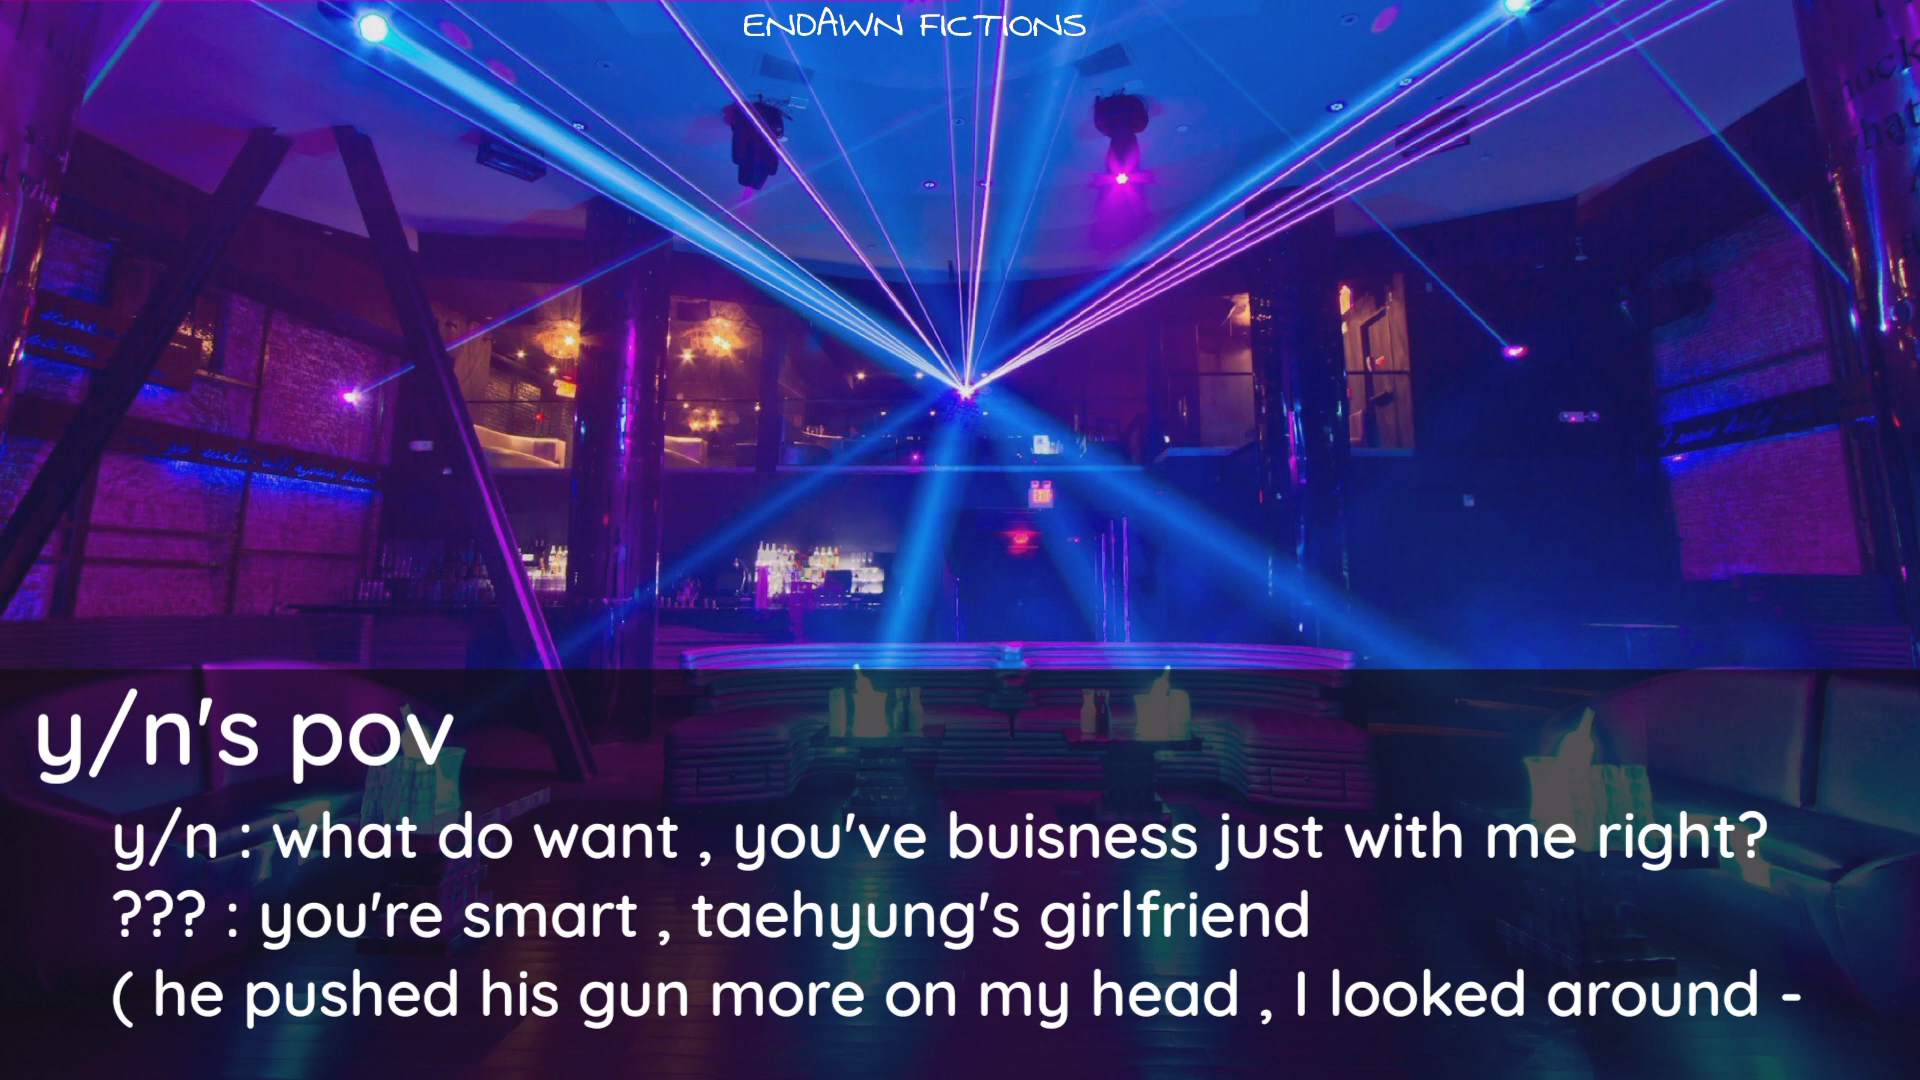 ENDAWN FICTIONS
y/n's pov
y/n : what do want , you've buisness just with me right?
??? : you're smart , taehyung's girlfriend
( he pushed his gun more on my head , I looked around -